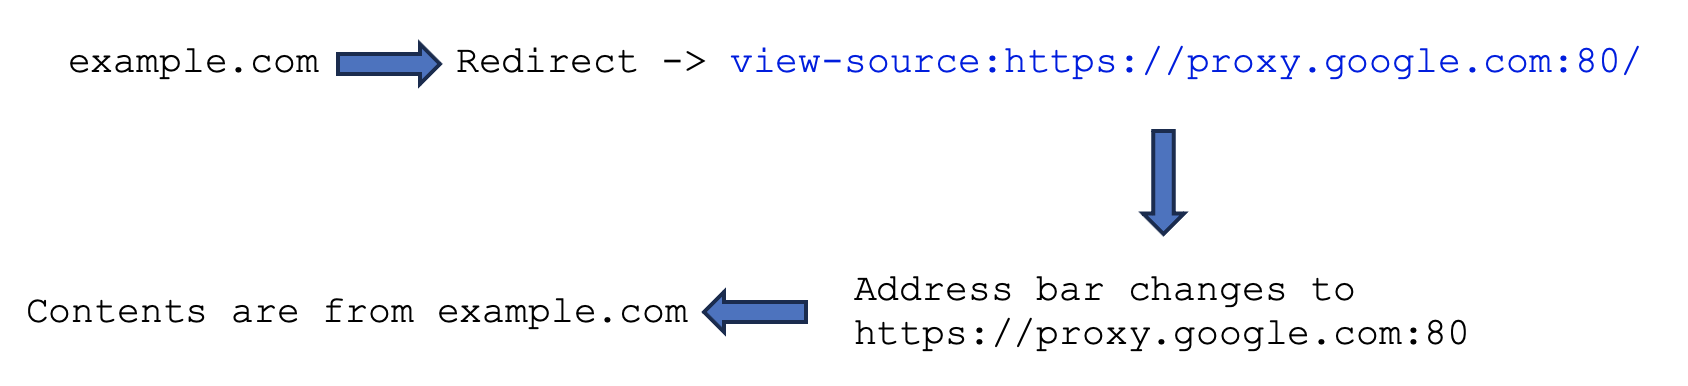 example.com
Redirect -> view-source:https://proxy.google.com:80/
Address bar changes to
https://proxy.google.com:80
Contents are from example.com